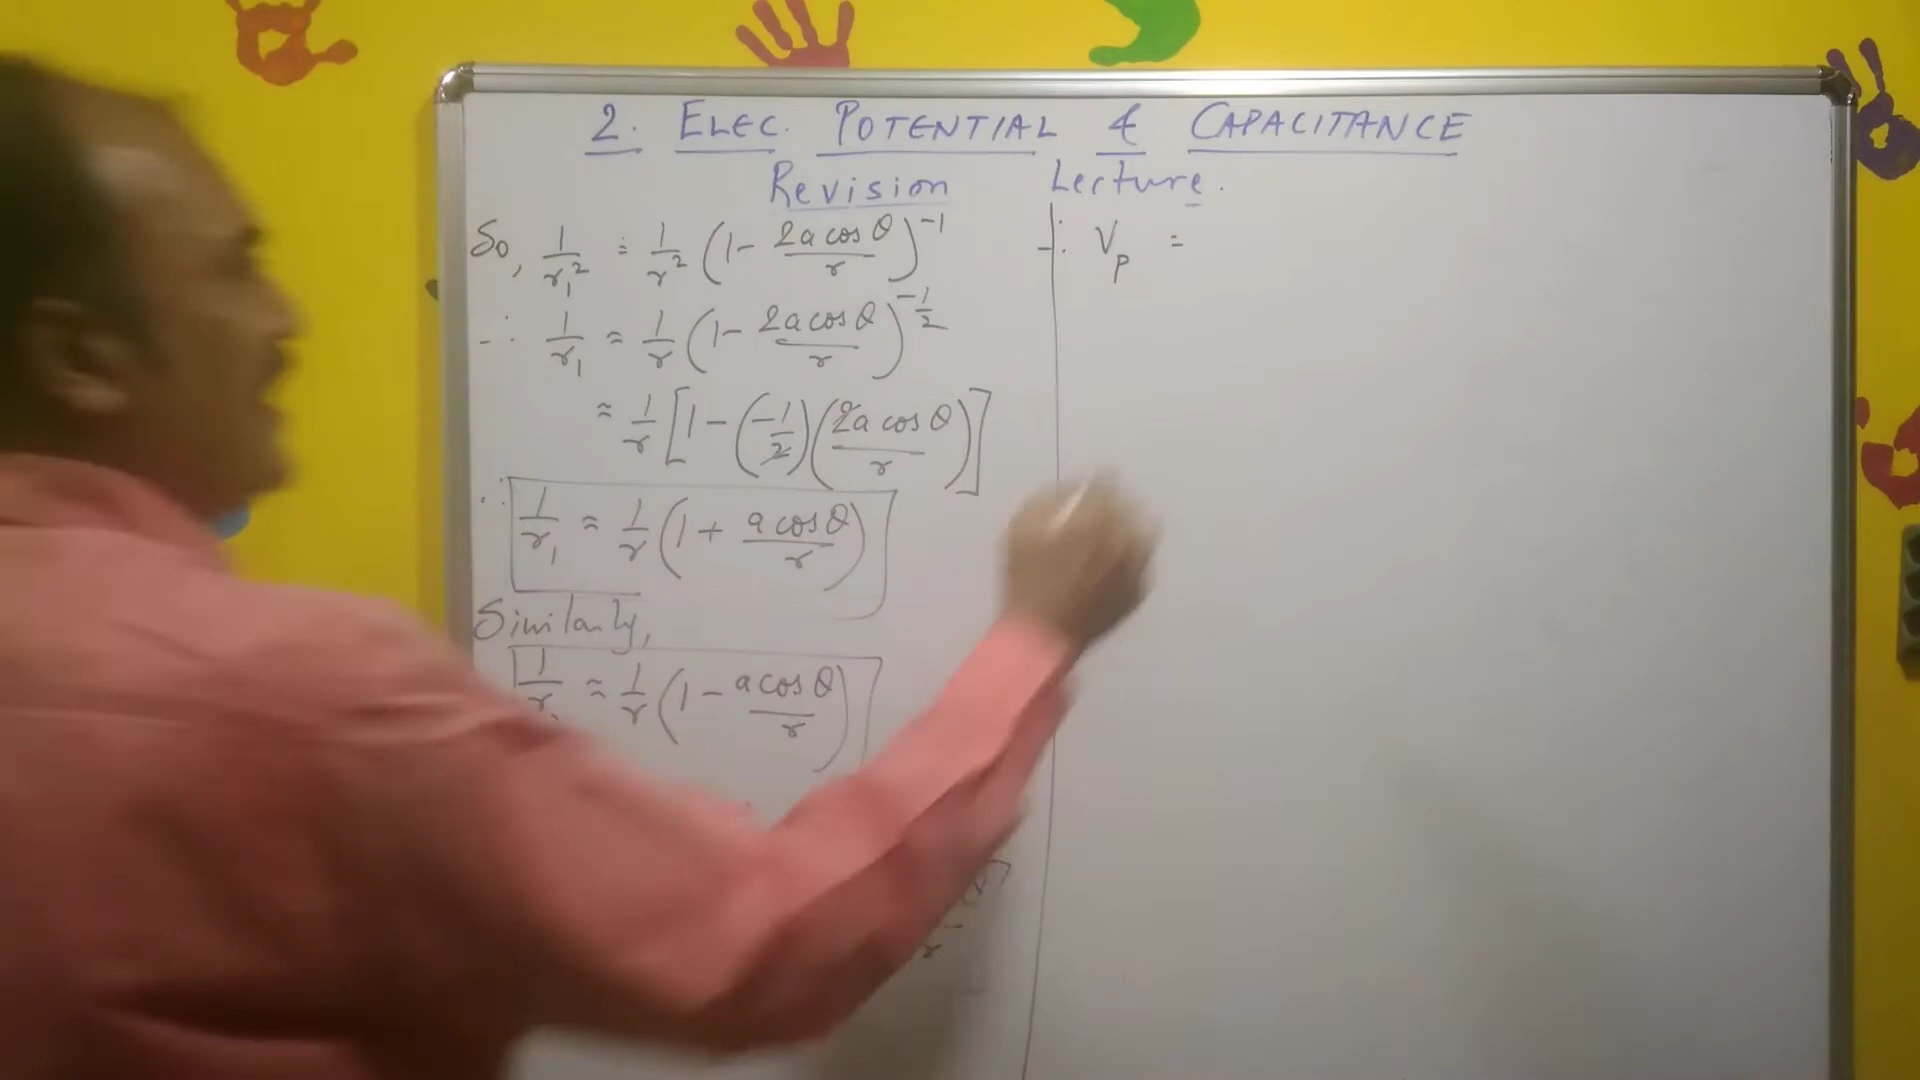 2. ELEC. POTENTIAL & CAPACITANCE
Revision Lecture.
So, 1/r₁² = 1/r² (1 - 2a cos θ/r)⁻¹
∴ 1/r₁ ≈ 1/r (1 - 2a cos θ/r)^(-1/2)
≈ 1/r [1 - (-1/2)(2a cos θ/r)]
∴ 1/r₁ ≈ 1/r (1 + a cos θ/r)
Similarly,
≈ 1/r (1 - a cos θ/r)
∴ Vₚ =